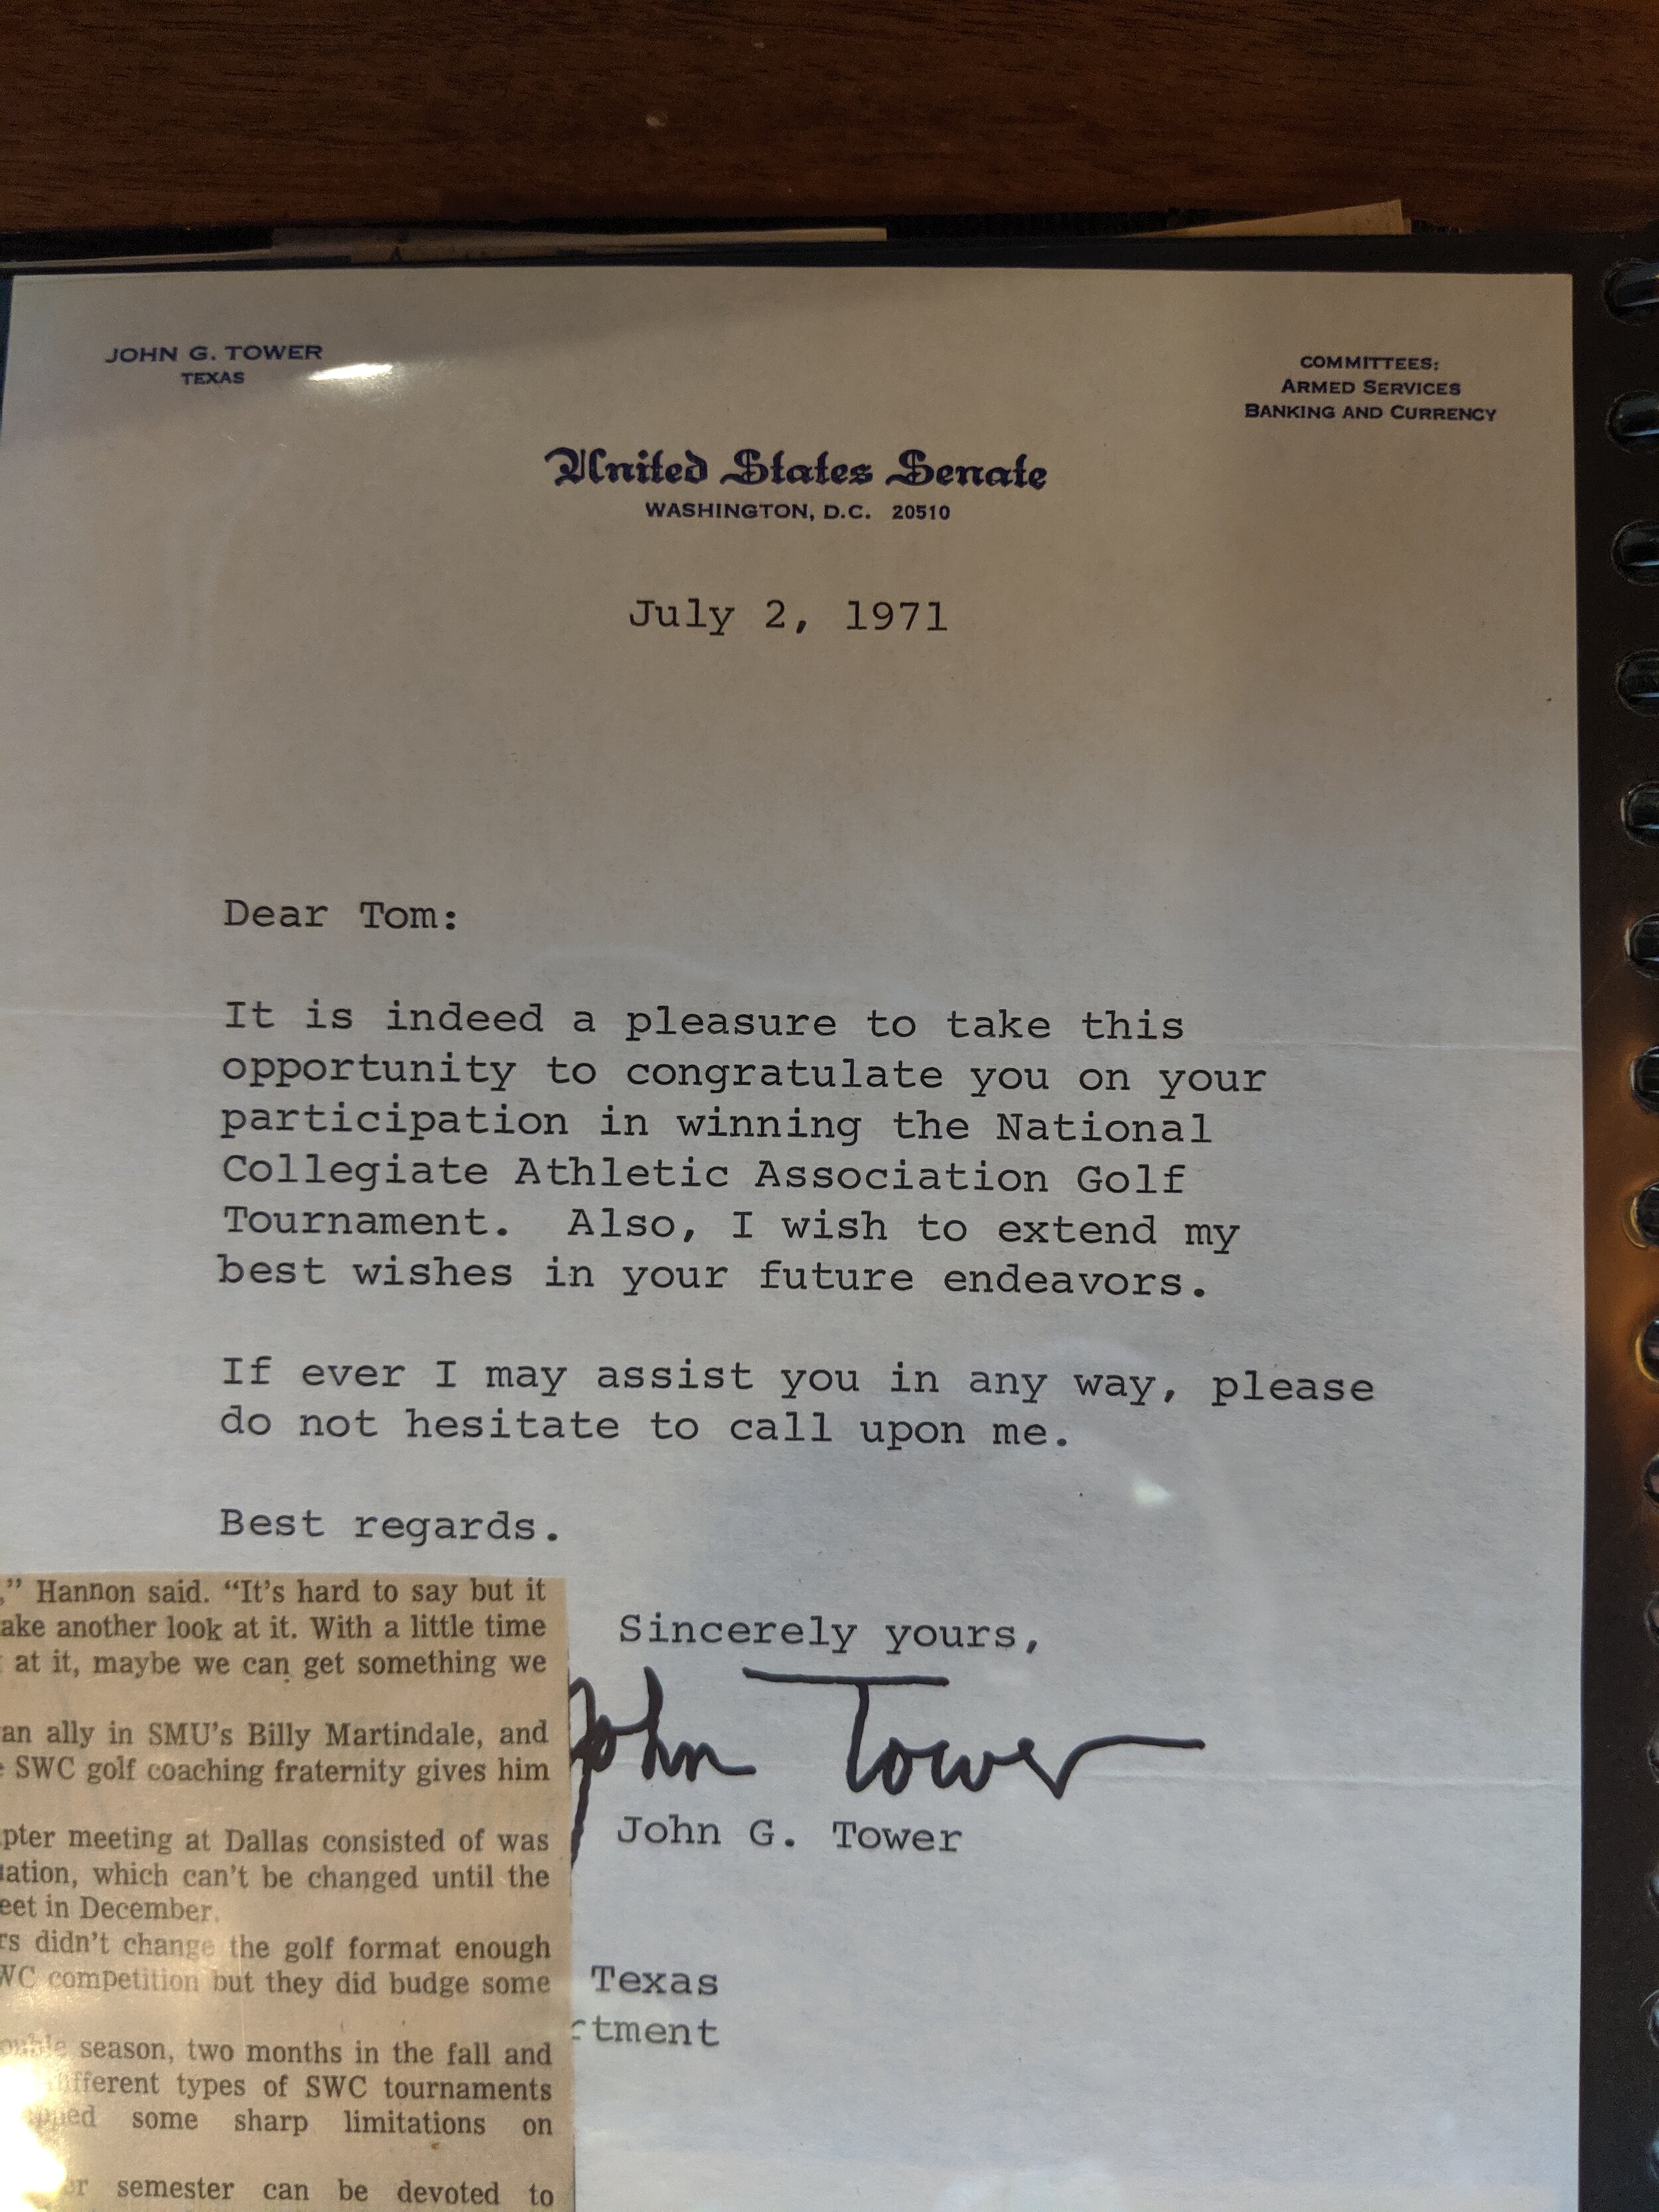 JOHN G. TOWER
TEXAS
COMMITTEES:
ARMED SERVICES
BANKING AND CURRENCY
United States Senate
WASHINGTON, D.C. 20510
July 2, 1971
Dear Tom:
It is indeed a pleasure to take this
opportunity to congratulate you on your
participation in winning the National
Collegiate Athletic Association Golf
Tournament. Also, I wish to extend my
best wishes in your future endeavors.
If ever I may assist you in any way, please
do not hesitate to call upon me.
Best regards.
Sincerely yours,
John Tower
John G. Tower
Texas
rtment
," Hannon said. "It's hard to say but it
ake another look at it. With a little time
at it, maybe we can get something we
an ally in SMU's Billy Martindale, and
SWC golf coaching fraternity gives him
pter meeting at Dallas consisted of was
lation, which can't be changed until the
eet in December.
rs didn't change the golf format enough
WC competition but they did budge some
season, two months in the fall and
different types of SWC tournaments
some sharp limitations on
semester can be devoted to